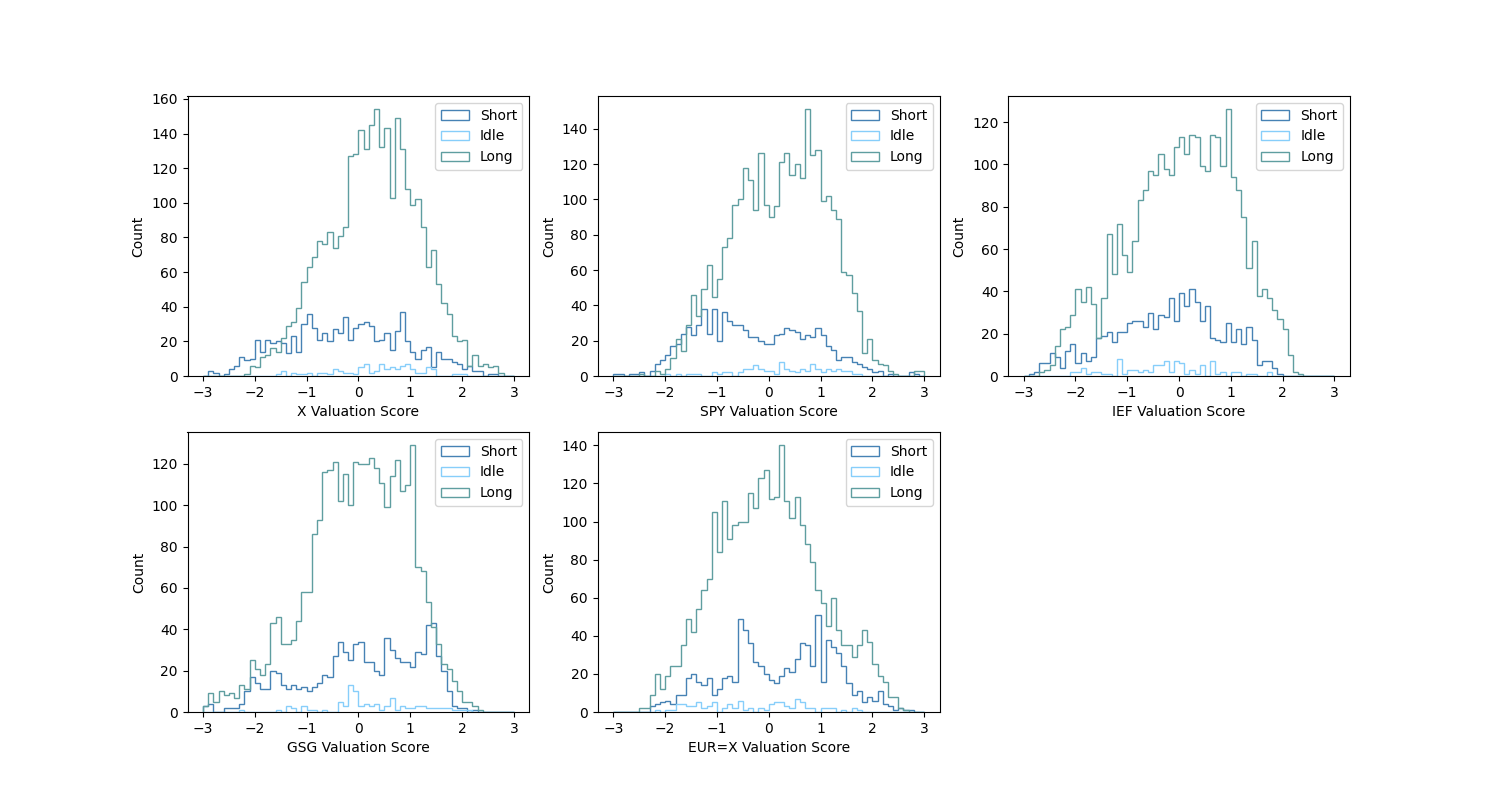 160
140
120
100
80
60
40
20
0
Count
−3 −2 −1 0 1 2 3
X Valuation Score
Short
Idle
Long
140
120
100
80
60
40
20
0
Count
−3 −2 −1 0 1 2 3
SPY Valuation Score
Short
Idle
Long
120
100
80
60
40
20
0
Count
−3 −2 −1 0 1 2 3
IEF Valuation Score
Short
Idle
Long
120
100
80
60
40
20
0
Count
−3 −2 −1 0 1 2 3
GSG Valuation Score
Short
Idle
Long
140
120
100
80
60
40
20
0
Count
−3 −2 −1 0 1 2 3
EUR=X Valuation Score
Short
Idle
Long